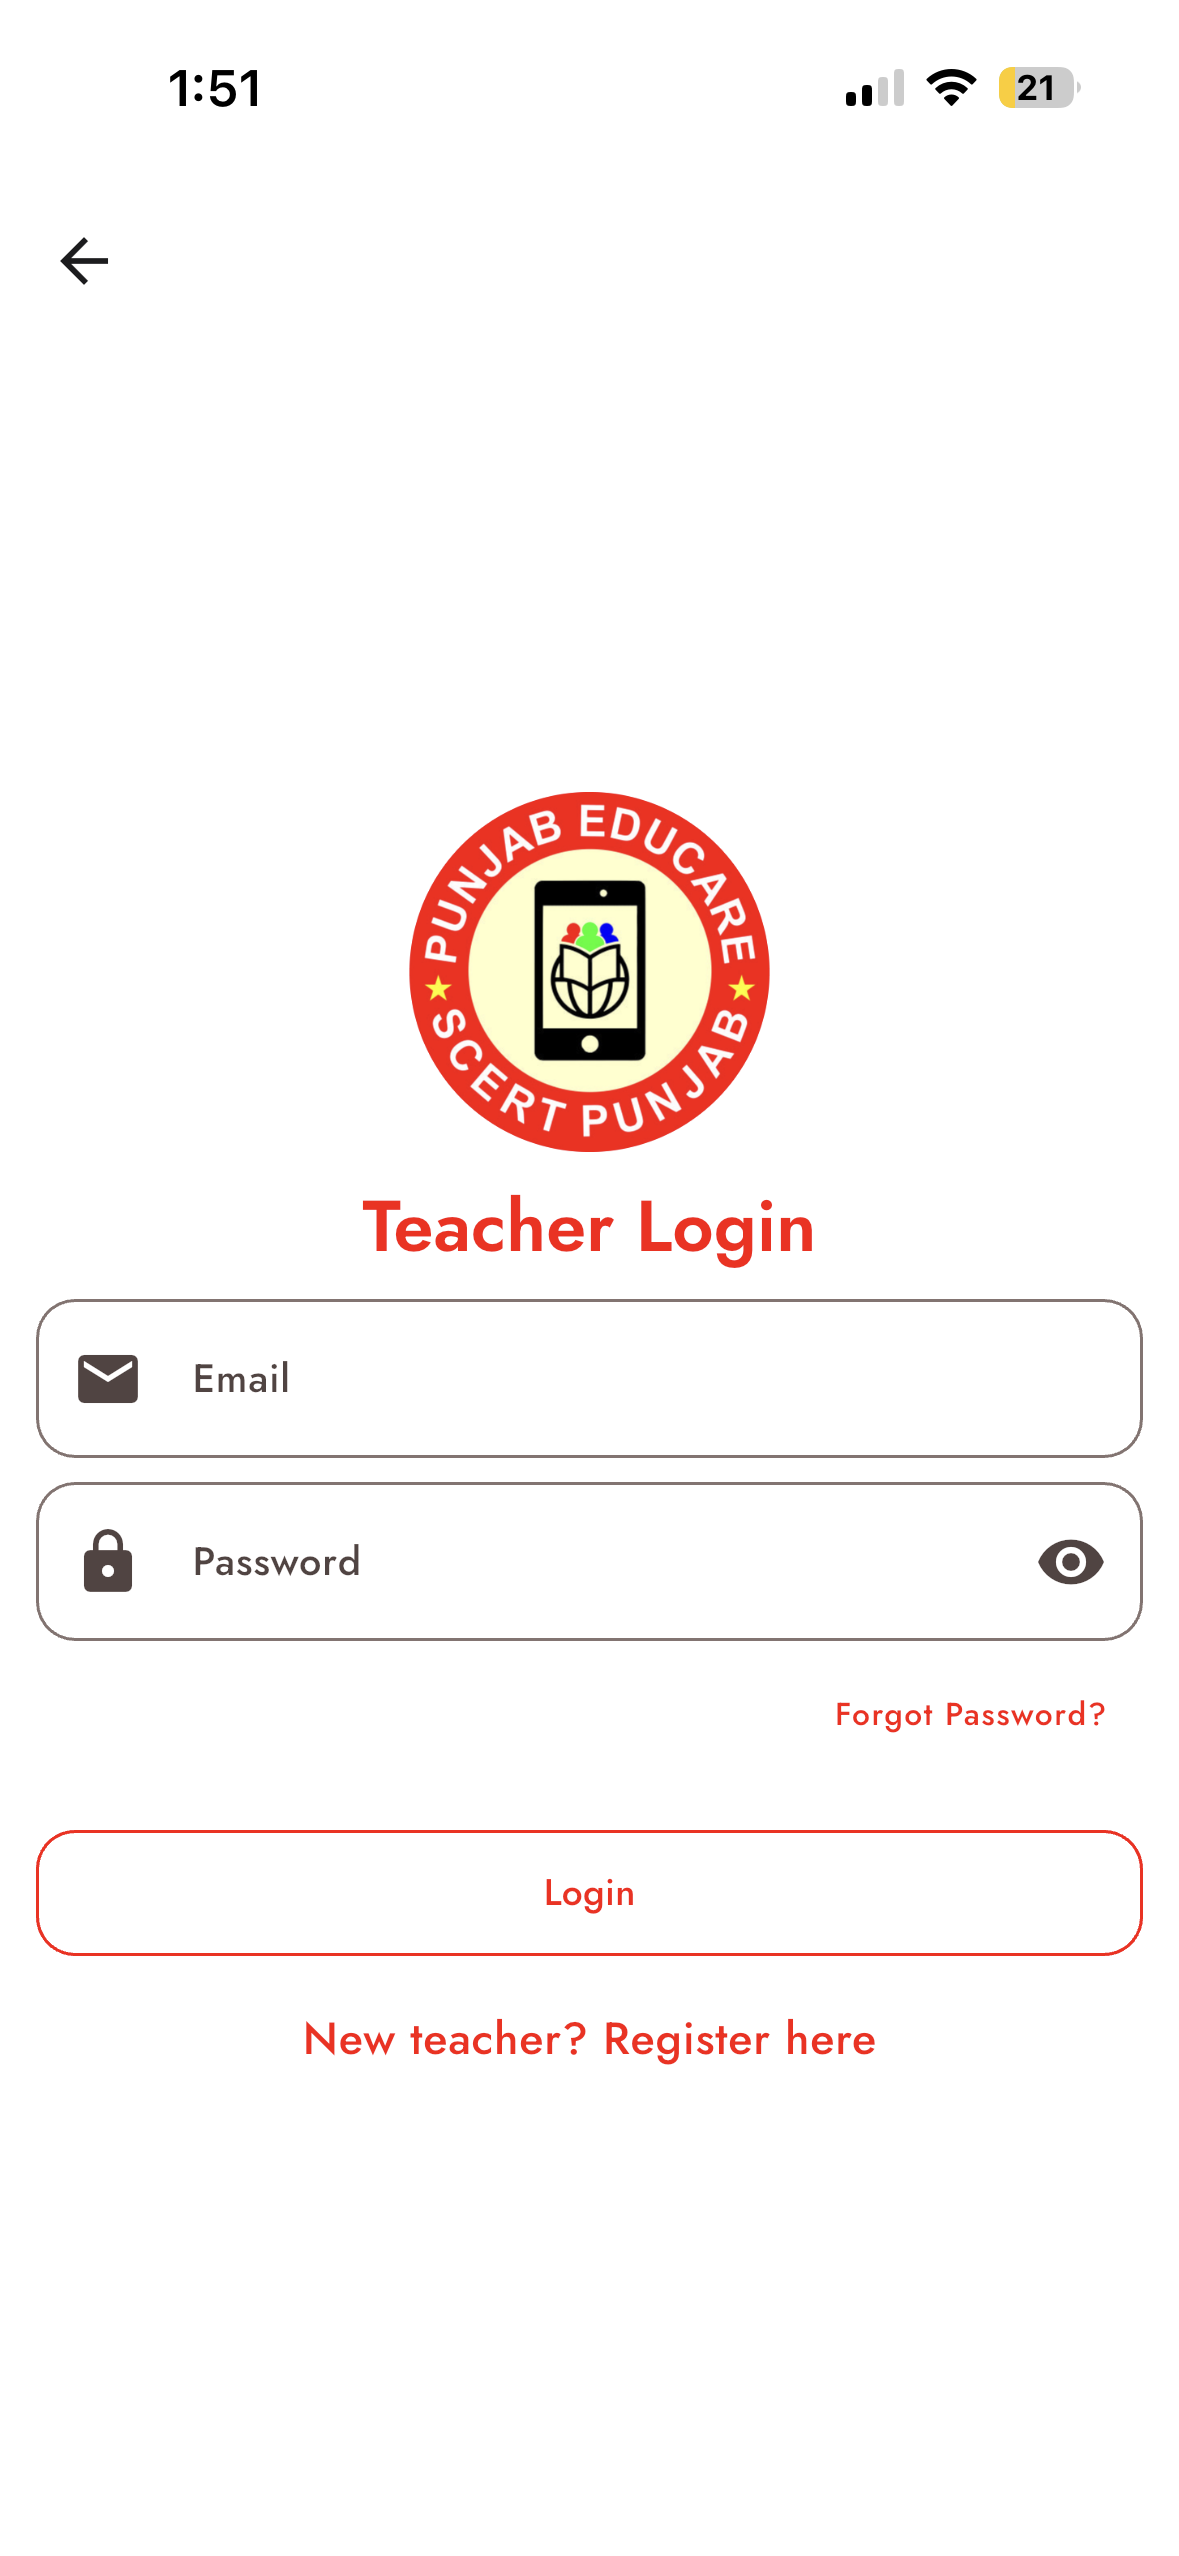 1:51
21
PUNJAB EDUCARE
SCERT PUNJAB
Teacher Login
Email
Password
Forgot Password?
Login
New teacher? Register here